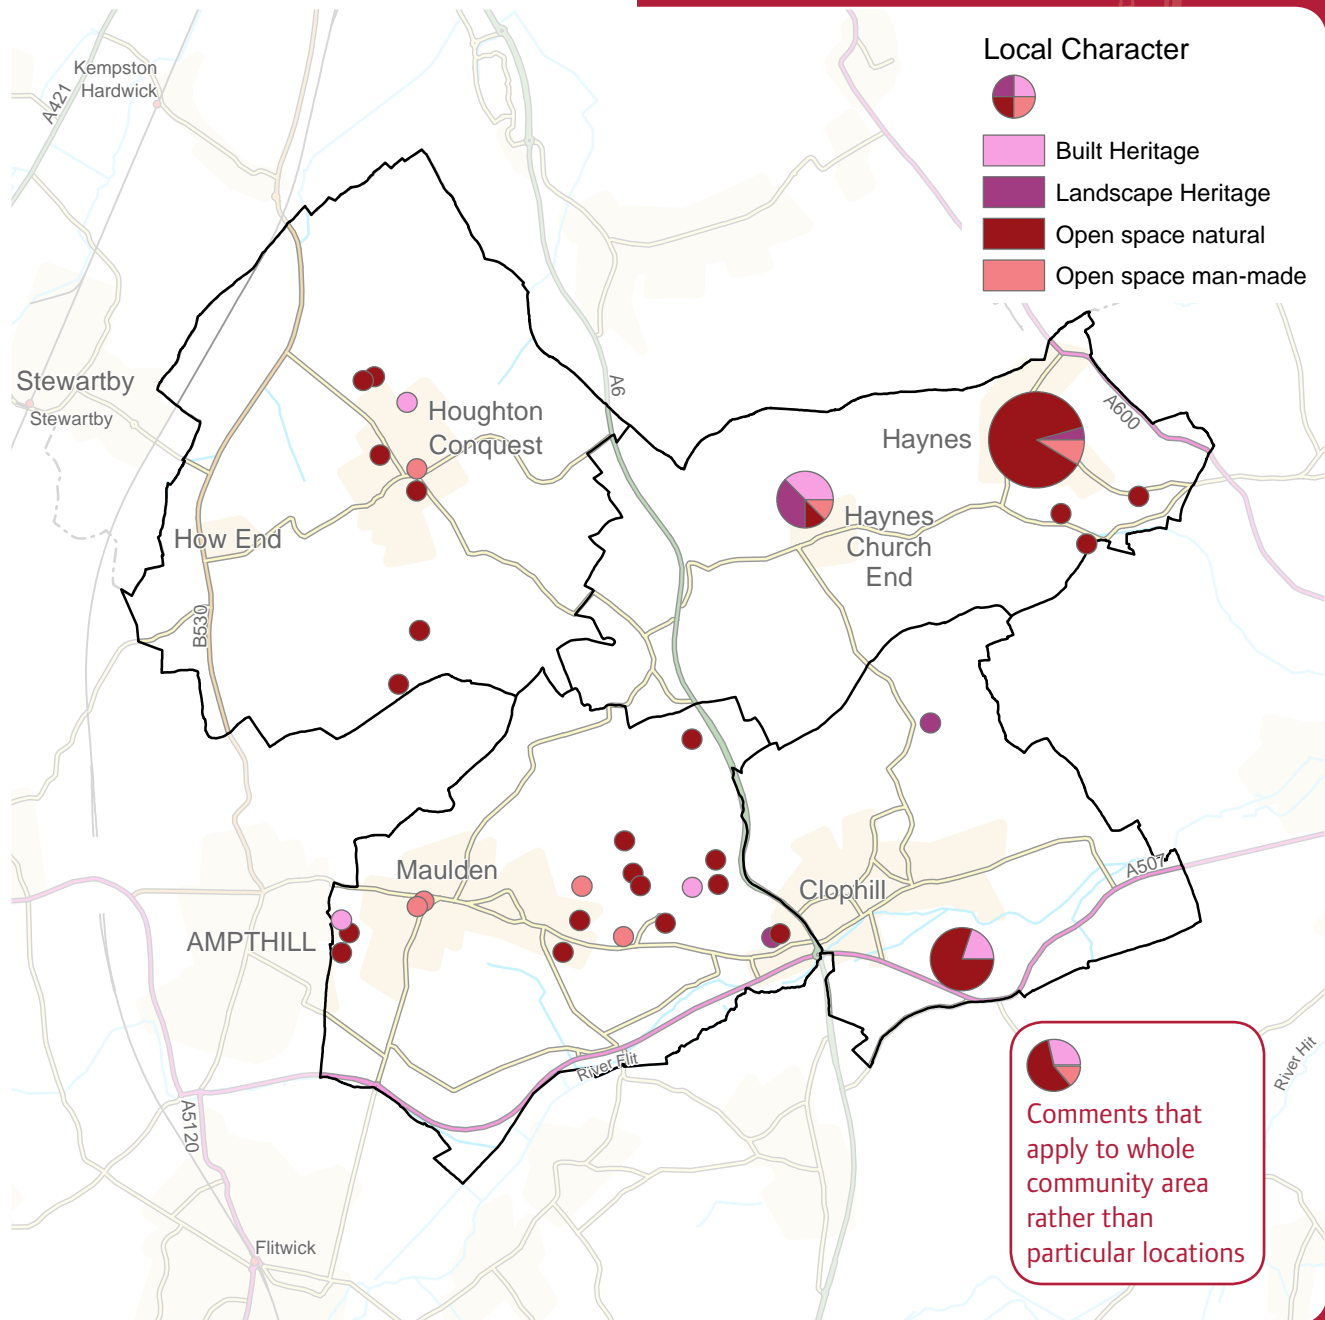 Local Character
Built Heritage
Landscape Heritage
Open space natural
Open space man-made
Kempston
Hardwick
A421
Stewartby
Stewartby
Houghton
Conquest
How End
B530
A6
Haynes
A600
Haynes
Church
End
Maulden
AMPTHILL
Clophill
A507
River Flit
A5120
Flitwick
River Hit
Comments that
apply to whole
community area
rather than
particular locations